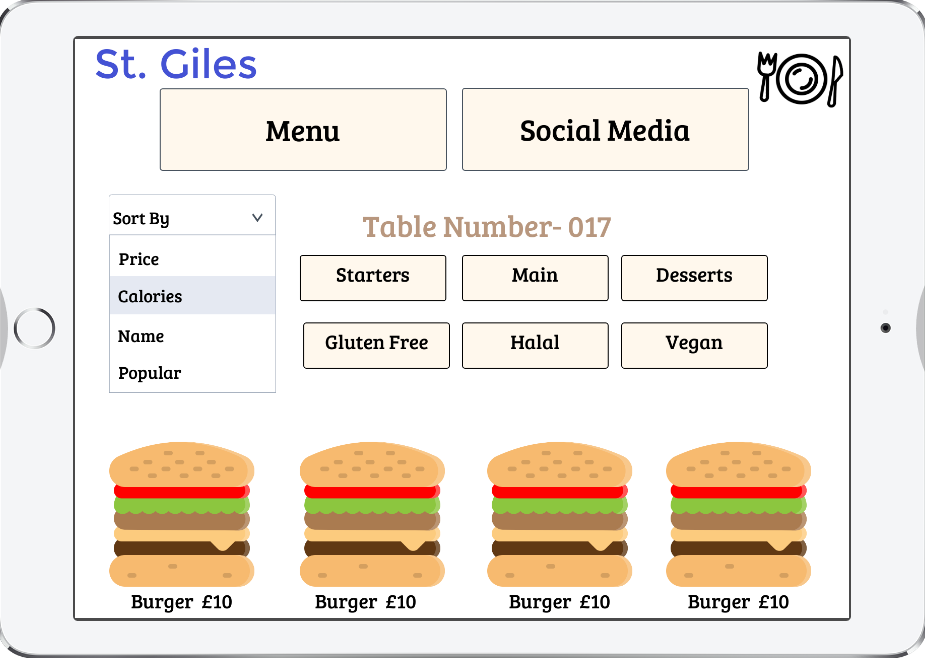 St. Giles
Menu
Social Media
Sort By
Price
Calories
Name
Popular
Table Number- 017
Starters
Main
Desserts
Gluten Free
Halal
Vegan
Burger £10
Burger £10
Burger £10
Burger £10